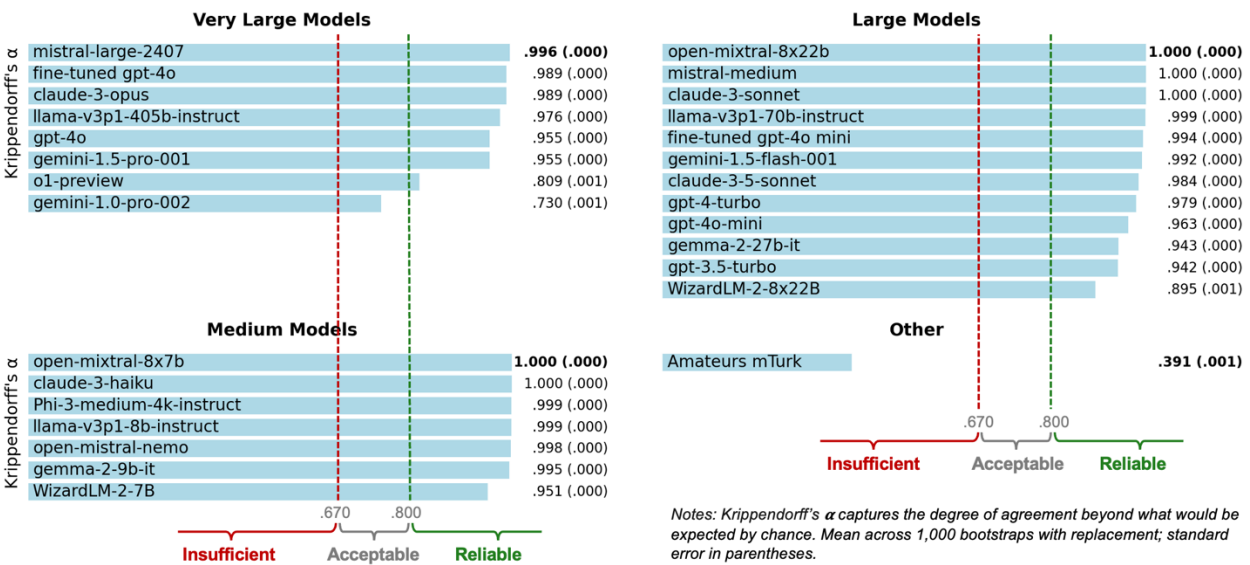 Very Large Models
Krippendorff's α
mistral-large-2407 .996 (.000)
fine-tuned gpt-4o .989 (.000)
claude-3-opus .989 (.000)
llama-v3p1-405b-instruct .976 (.000)
gpt-4o .955 (.000)
gemini-1.5-pro-001 .955 (.000)
o1-preview .809 (.001)
gemini-1.0-pro-002 .730 (.001)
Large Models
open-mixtral-8x22b 1.000 (.000)
mistral-medium 1.000 (.000)
claude-3-sonnet 1.000 (.000)
llama-v3p1-70b-instruct .999 (.000)
fine-tuned gpt-4o mini .994 (.000)
gemini-1.5-flash-001 .992 (.000)
claude-3-5-sonnet .984 (.000)
gpt-4-turbo .979 (.000)
gpt-4o-mini .963 (.000)
gemma-2-27b-it .943 (.000)
gpt-3.5-turbo .942 (.000)
WizardLM-2-8x22B .895 (.001)
Medium Models
Krippendorff's α
open-mixtral-8x7b 1.000 (.000)
claude-3-haiku 1.000 (.000)
Phi-3-medium-4k-instruct .999 (.000)
llama-v3p1-8b-instruct .999 (.000)
open-mistral-nemo .998 (.000)
gemma-2-9b-it .995 (.000)
WizardLM-2-7B .951 (.000)
.670 .800
Insufficient Acceptable Reliable
Other
Amateurs mTurk .391 (.001)
.670 .800
Insufficient Acceptable Reliable
Notes: Krippendorff's α captures the degree of agreement beyond what would be
expected by chance. Mean across 1,000 bootstraps with replacement; standard
error in parentheses.